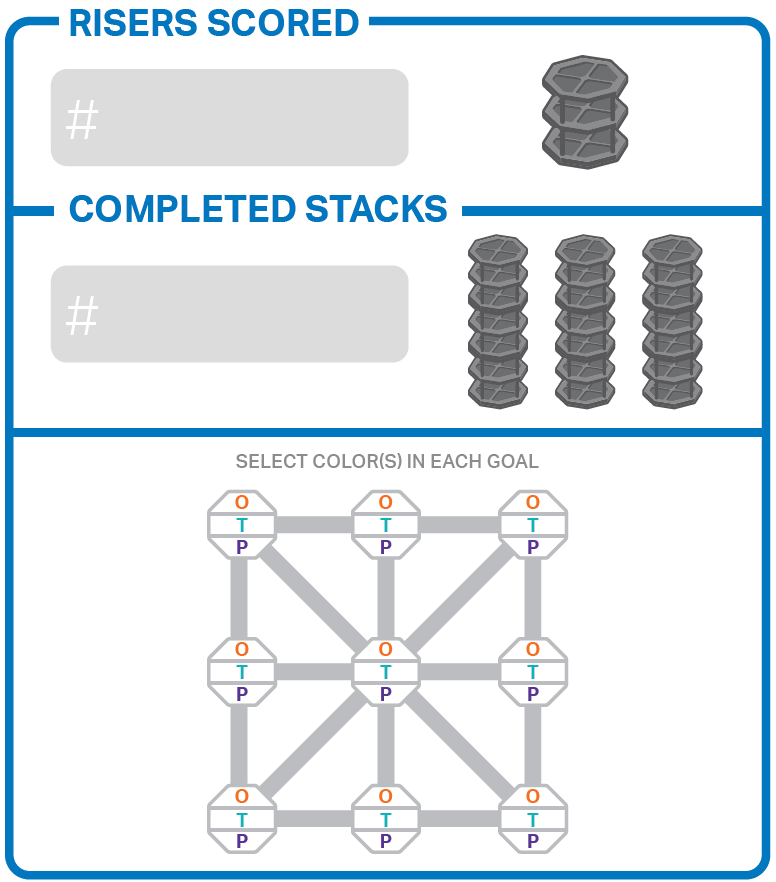 RISERS SCORED
#
COMPLETED STACKS
#
SELECT COLOR(S) IN EACH GOAL
O O O
T T T
P P P
O O O
T T T
P P P
O O O
T T T
P P P